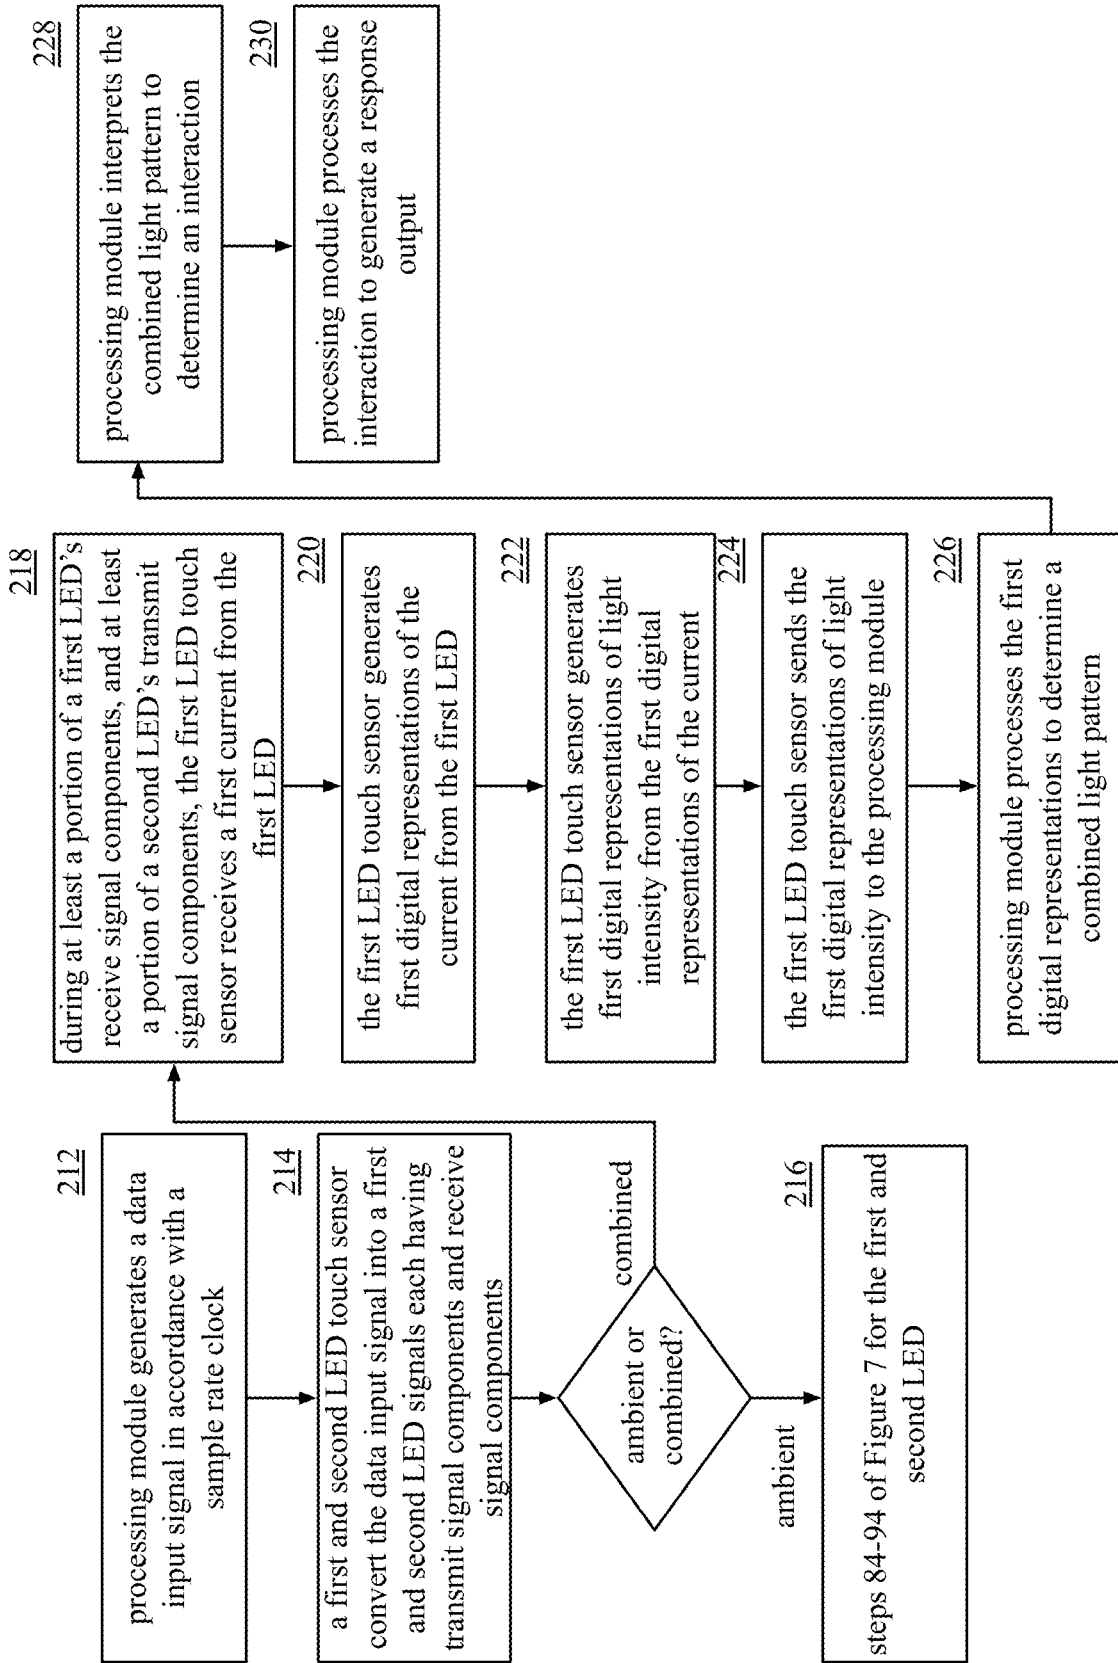 212
processing module generates a data
input signal in accordance with a
sample rate clock
214
a first and second LED touch sensor
convert the data input signal into a first
and second LED signals each having
transmit signal components and receive
signal components
ambient or
combined?
combined
ambient
216
steps 84-94 of Figure 7 for the first and
second LED
218
during at least a portion of a first LED's
receive signal components, and at least
a portion of a second LED's transmit
signal components, the first LED touch
sensor receives a first current from the
first LED
220
the first LED touch sensor generates
first digital representations of the
current from the first LED
222
the first LED touch sensor generates
first digital representations of light
intensity from the first digital
representations of the current
224
the first LED touch sensor sends the
first digital representations of light
intensity to the processing module
226
processing module processes the first
digital representations to determine a
combined light pattern
228
processing module interprets the
combined light pattern to
determine an interaction
230
processing module processes the
interaction to generate a response
output